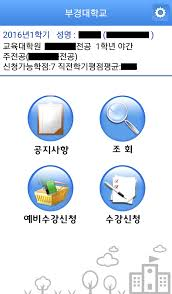 부경대학교
2016년1학기 성명 : ( )
교육대학원 전공 1학년 야간
주전공( 전공)
신청가능학점:7 직전학기평점평균:
공지사항
조 회
예비수강신청
수강신청